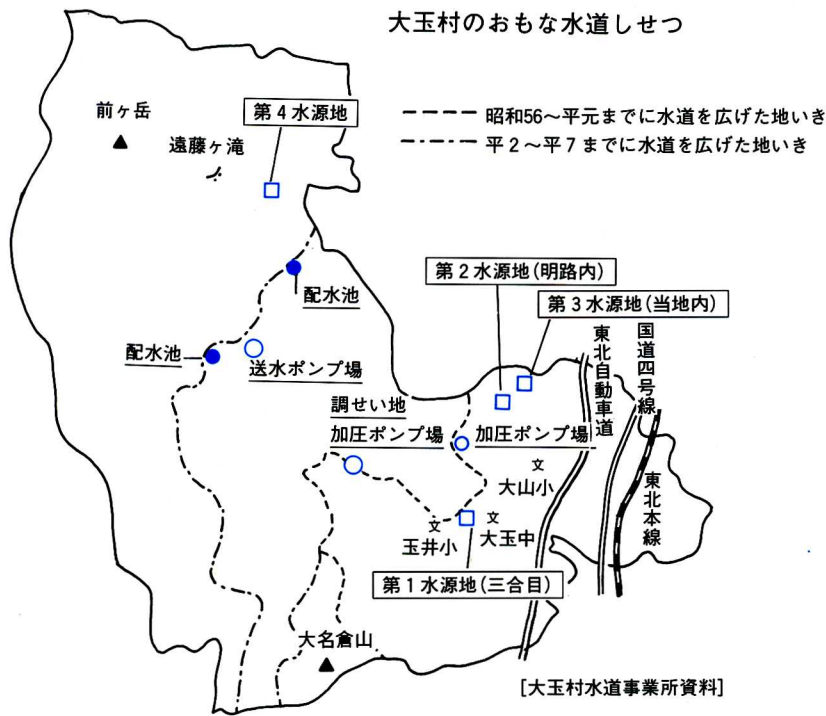 大玉村のおもな水道しせつ
昭和56〜平元までに水道を広げた地いき
平2〜平7までに水道を広げた地いき
前ヶ岳
遠藤ヶ滝
第4水源地
配水池
配水池
送水ポンプ場
第2水源地(明路内)
第3水源地(当地内)
東北自動車道
国道四号線
東北本線
調せい地
加圧ポンプ場
加圧ポンプ場
文
大山小
文
玉井小
文
大玉中
第1水源地(三合目)
大名倉山
[大玉村水道事業所資料]